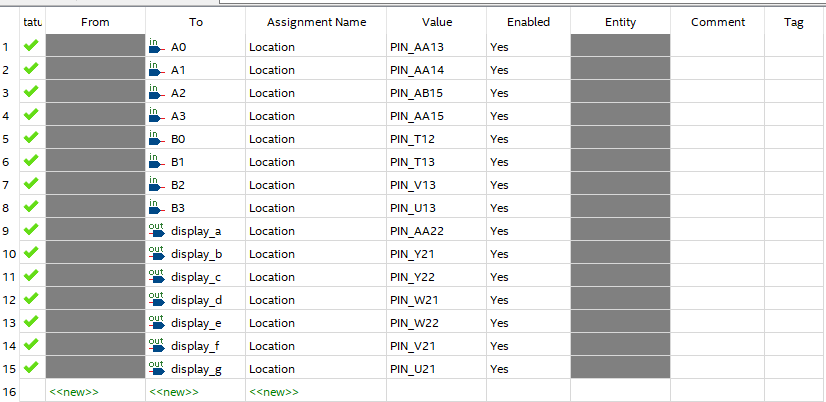 tatu From To Assignment Name Value Enabled Entity Comment Tag
1 in A0 Location PIN_AA13 Yes
2 in A1 Location PIN_AA14 Yes
3 in A2 Location PIN_AB15 Yes
4 in A3 Location PIN_AA15 Yes
5 in B0 Location PIN_T12 Yes
6 in B1 Location PIN_T13 Yes
7 in B2 Location PIN_V13 Yes
8 in B3 Location PIN_U13 Yes
9 out display_a Location PIN_AA22 Yes
10 out display_b Location PIN_Y21 Yes
11 out display_c Location PIN_Y22 Yes
12 out display_d Location PIN_W21 Yes
13 out display_e Location PIN_W22 Yes
14 out display_f Location PIN_V21 Yes
15 out display_g Location PIN_U21 Yes
16 <<new>> <<new>> <<new>>